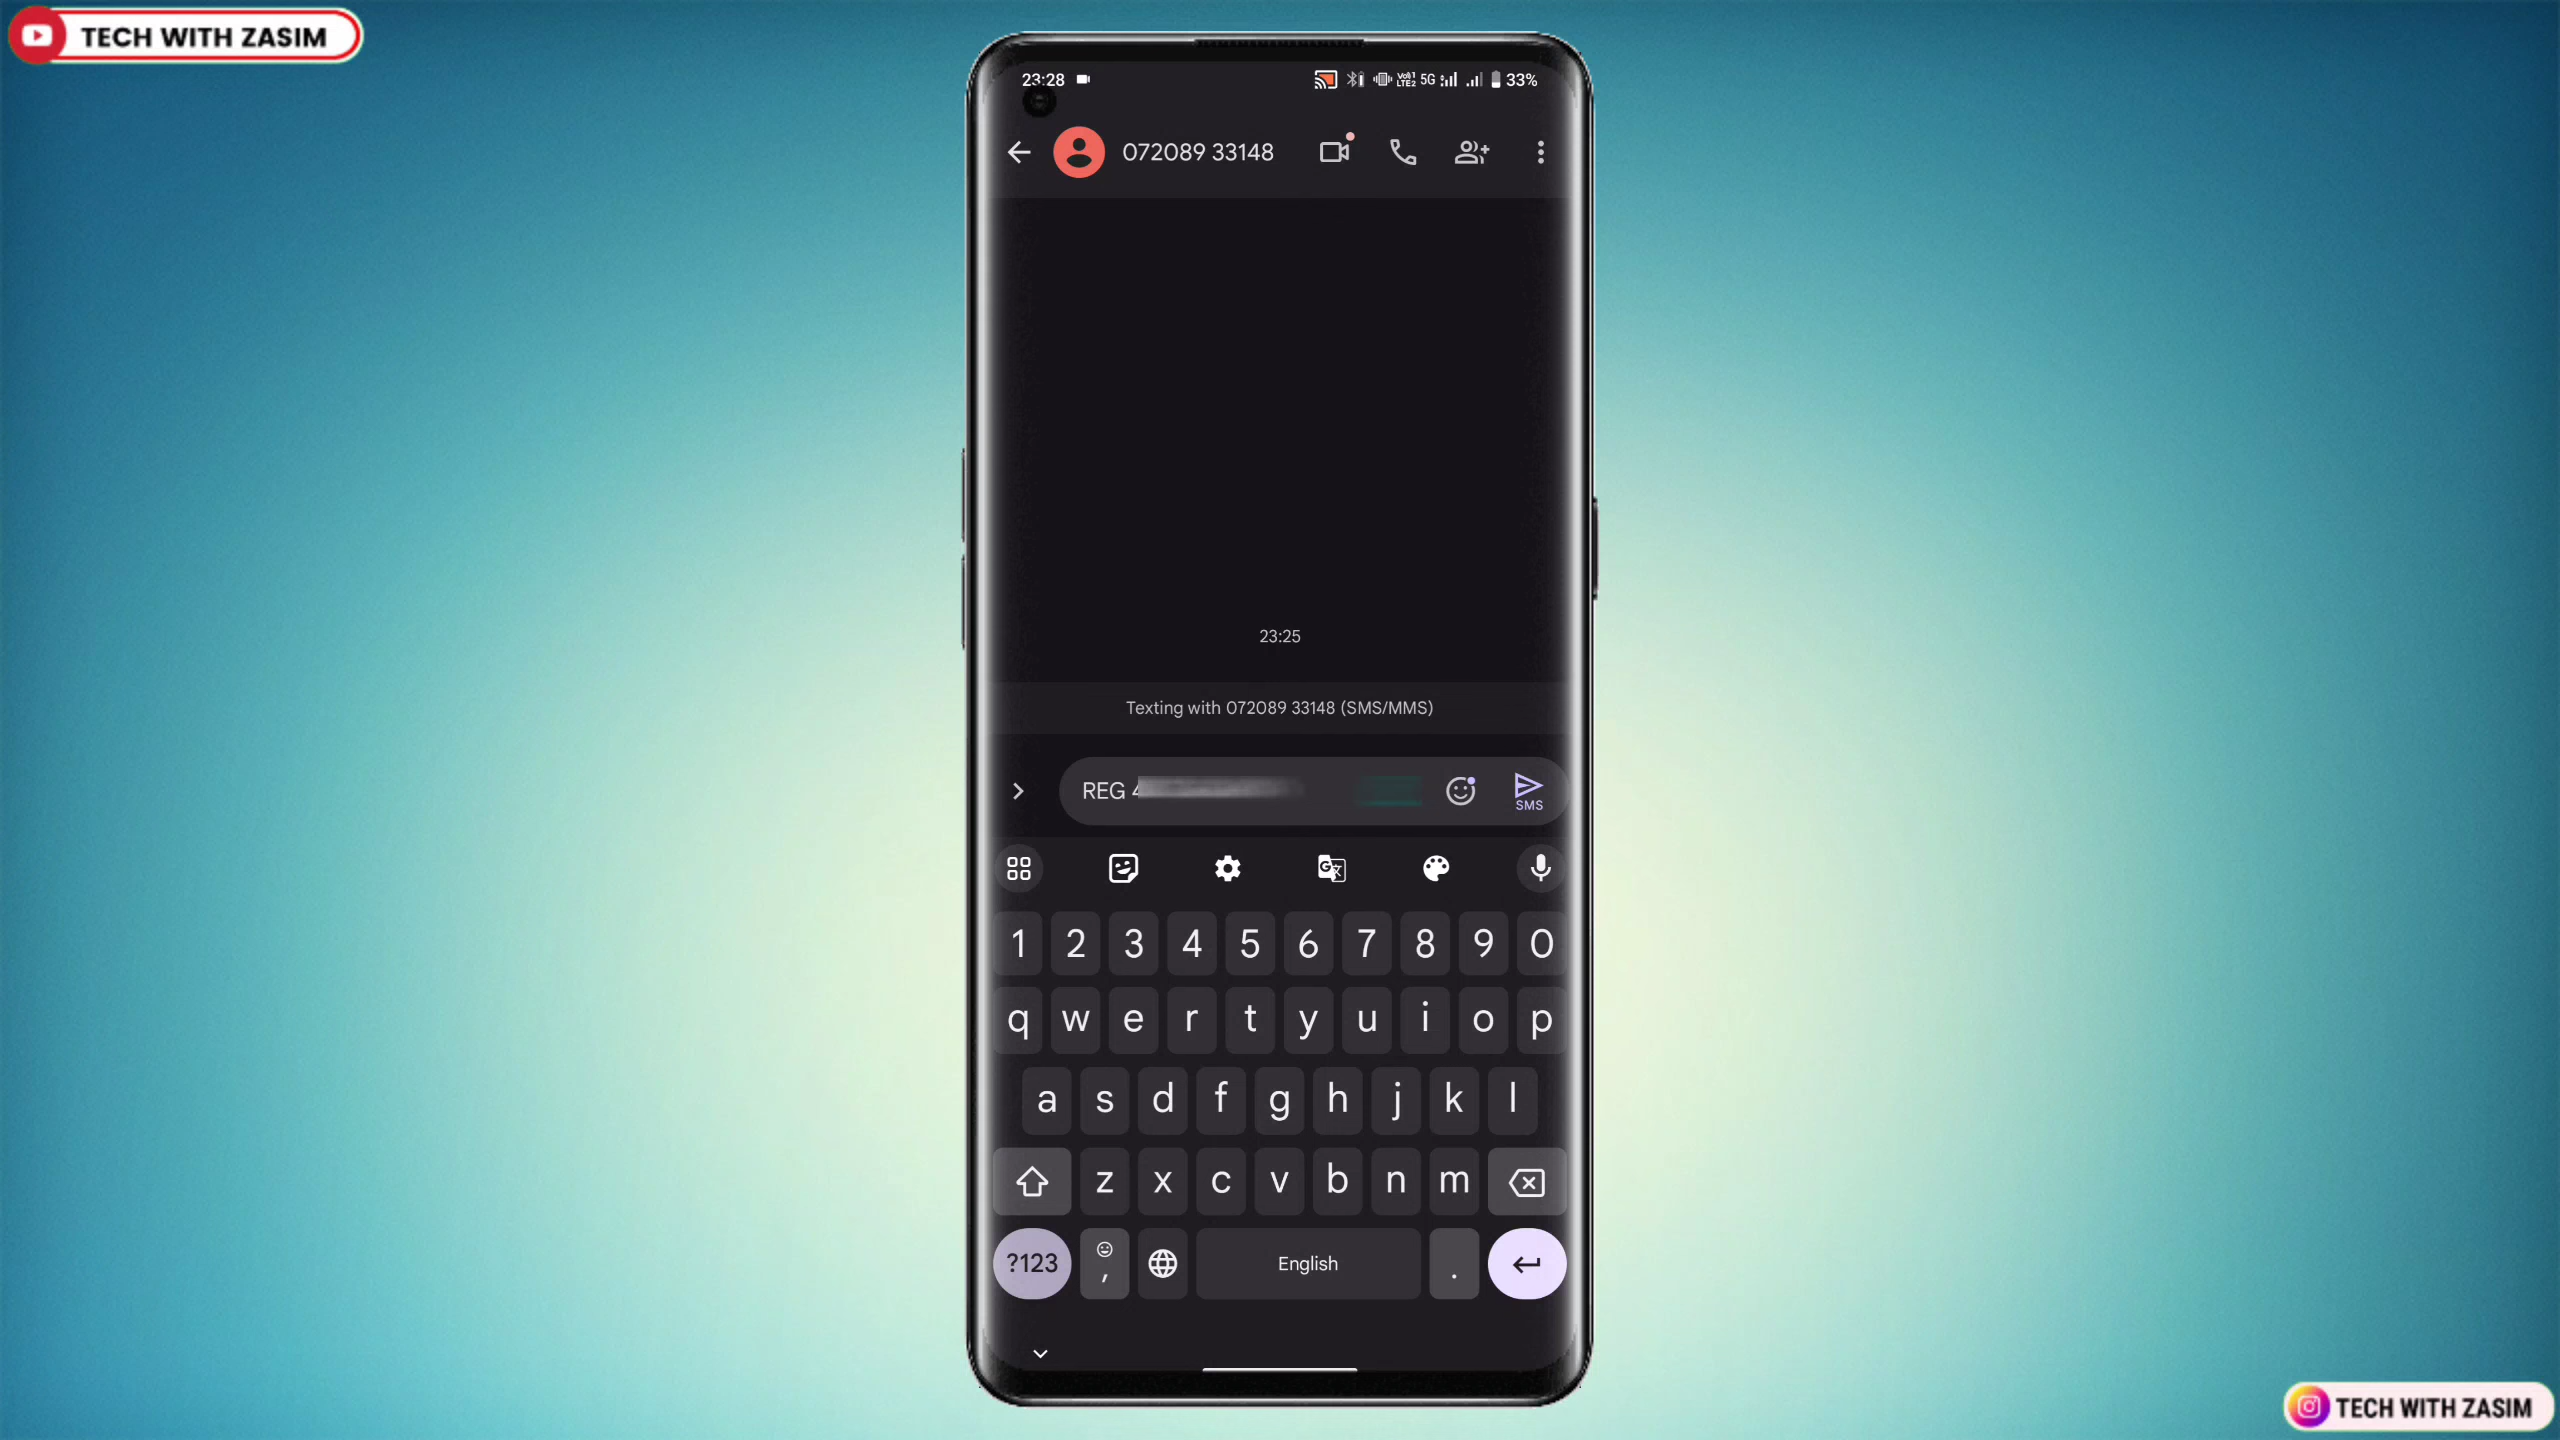 TECH WITH ZASIM
23:28
5G
33%
072089 33148
23:25
Texting with 072089 33148 (SMS/MMS)
REG
SMS
1 2 3 4 5 6 7 8 9 0
q w e r t y u i o p
a s d f g h j k l
z x c v b n m
?123 , English .
TECH WITH ZASIM